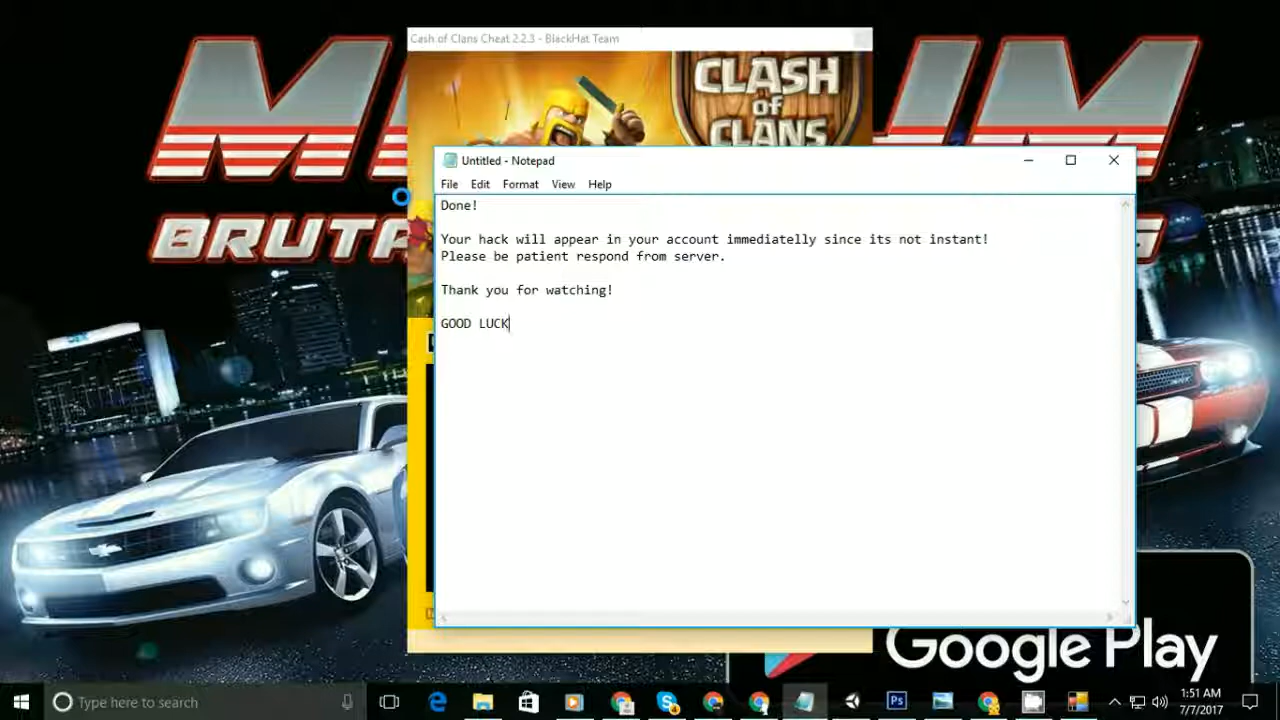 Cash of Clans Cheat 2.2.3 - BlackHat Team
CLASH
of
CLANS
BRUTA
Untitled - Notepad
File Edit Format View Help
Done!
Your hack will appear in your account immediatelly since its not instant!
Please be patient respond from server.
Thank you for watching!
GOOD LUCK
Google Play
Type here to search
1:51 AM
7/7/2017